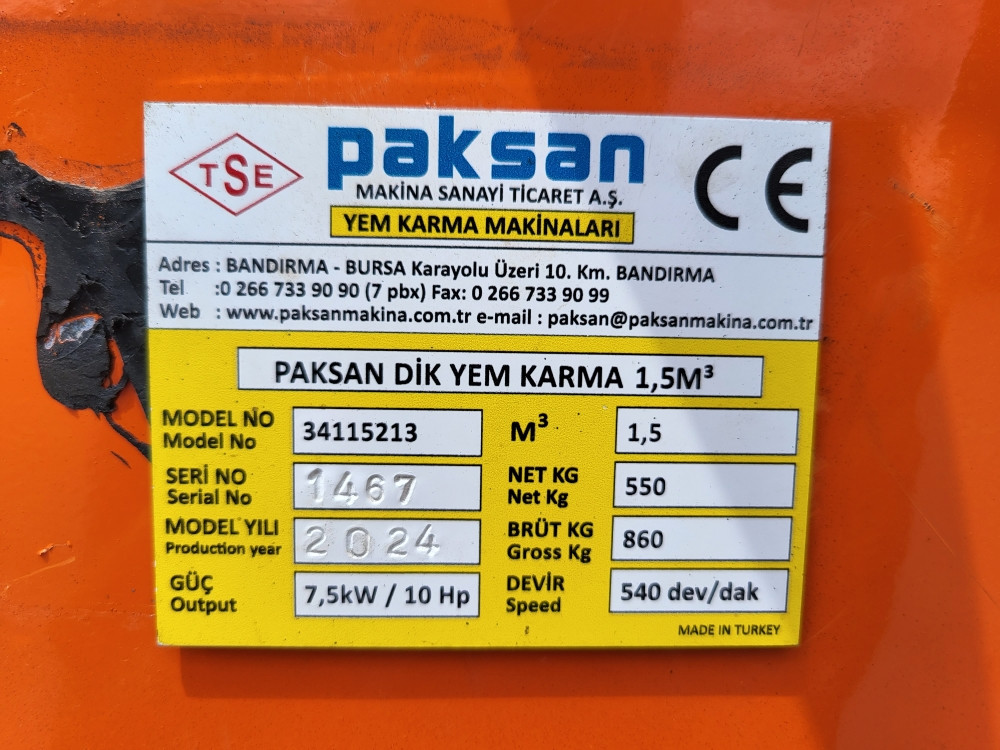 TSE
paksan
MAKİNA SANAYİ TİCARET A.Ş.
YEM KARMA MAKİNALARI
CE
Adres : BANDIRMA - BURSA Karayolu Üzeri 10. Km. BANDIRMA
Tel :0 266 733 90 90 (7 pbx) Fax: 0 266 733 90 99
Web : www.paksanmakina.com.tr e-mail : paksan@paksanmakina.com.tr
PAKSAN DİK YEM KARMA 1,5M³
MODEL NO
Model No
34115213
M³
1,5
SERİ NO
Serial No
1467
NET KG
Net Kg
550
MODEL YILI
Production year
2024
BRÜT KG
Gross Kg
860
GÜÇ
Output
7,5kW / 10 Hp
DEVİR
Speed
540 dev/dak
MADE IN TURKEY